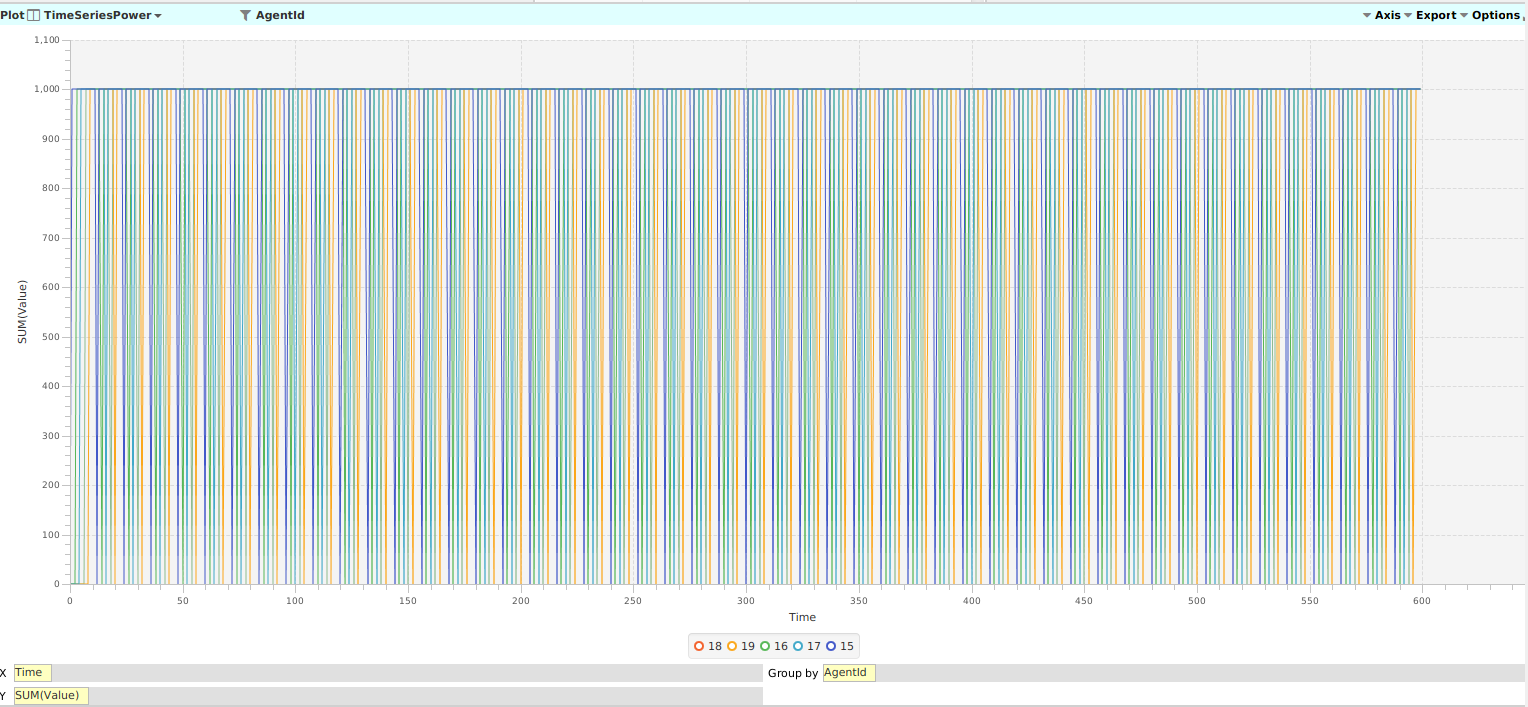 Plot TimeSeriesPower AgentId Axis Export Options
1,100
1,000
900
800
700
600
500
400
300
200
100
0
SUM(Value)
0 50 100 150 200 250 300 350 400 450 500 550 600
Time
18 19 16 17 15
X Time Group by AgentId
Y SUM(Value)